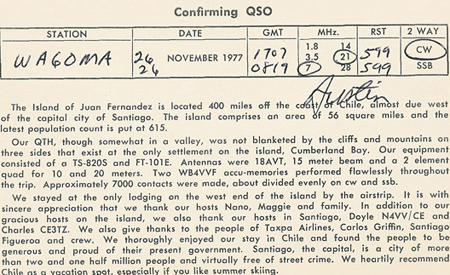 Confirming QSO
STATION DATE GMT MHz. RST 2 WAY
1.8 14
WA6OMA 26 NOVEMBER 1977 1707 3.5 21 599 CW
26 0819 7 28 599 SSB
Austin
The Island of Juan Fernandez is located 400 miles off the coast of Chile, almost due west
of the capital city of Santiago. The island comprises an area of 56 square miles and the
latest population count is put at 615.
Our QTH, though somewhat in a valley, was not blanketed by the cliffs and mountains on
three sides that exist at the only settlement on the island, Cumberland Bay. Our equipment
consisted of a TS-820S and FT-101E. Antennas were 18AVT, 15 meter beam and a 2 element
quad for 10 and 20 meters. Two WB4VVF accu-memories performed flawlessly throughout
the trip. Approximately 7000 contacts were made, about divided evenly on cw and ssb.
We stayed at the only lodging on the west end of the island by the airstrip. It is with
sincere appreciation that we thank our hosts Nano, Maggie and family. In addition to our
gracious hosts on the island, we also thank our hosts in Santiago, Doyle N4VV/CE and
Charles CE3TZ. We also give thanks to the people of Taxpa Airlines, Carlos Griffin, Santiago
Figueroa and crew. We thoroughly enjoyed our stay in Chile and found the people to be
generous and proud of their present government. Santiago, the capital, is a city of more
than two and one half million people and virtually free of street crime. We heartily recommend
Chile as a vacation spot, especially if you like summer skiing.